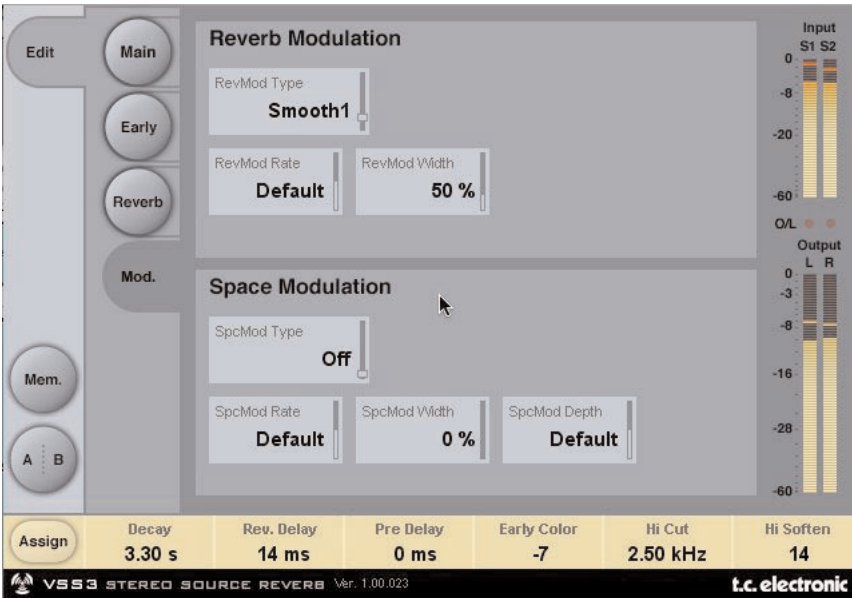 Edit
Main
Early
Reverb
Mod.
Mem.
A B
Reverb Modulation
RevMod Type
Smooth1
RevMod Rate
Default
RevMod Width
50 %
Space Modulation
SpcMod Type
Off
SpcMod Rate
Default
SpcMod Width
0 %
SpcMod Depth
Default
Input
S1 S2
0
-8
-20
-60
O/L
Output
L R
0
-3
-8
-16
-28
-60
Assign
Decay
3.30 s
Rev. Delay
14 ms
Pre Delay
0 ms
Early Color
-7
Hi Cut
2.50 kHz
Hi Soften
14
VSS3 STEREO SOURCE REVERB Ver. 1.00.023
t.c. electronic